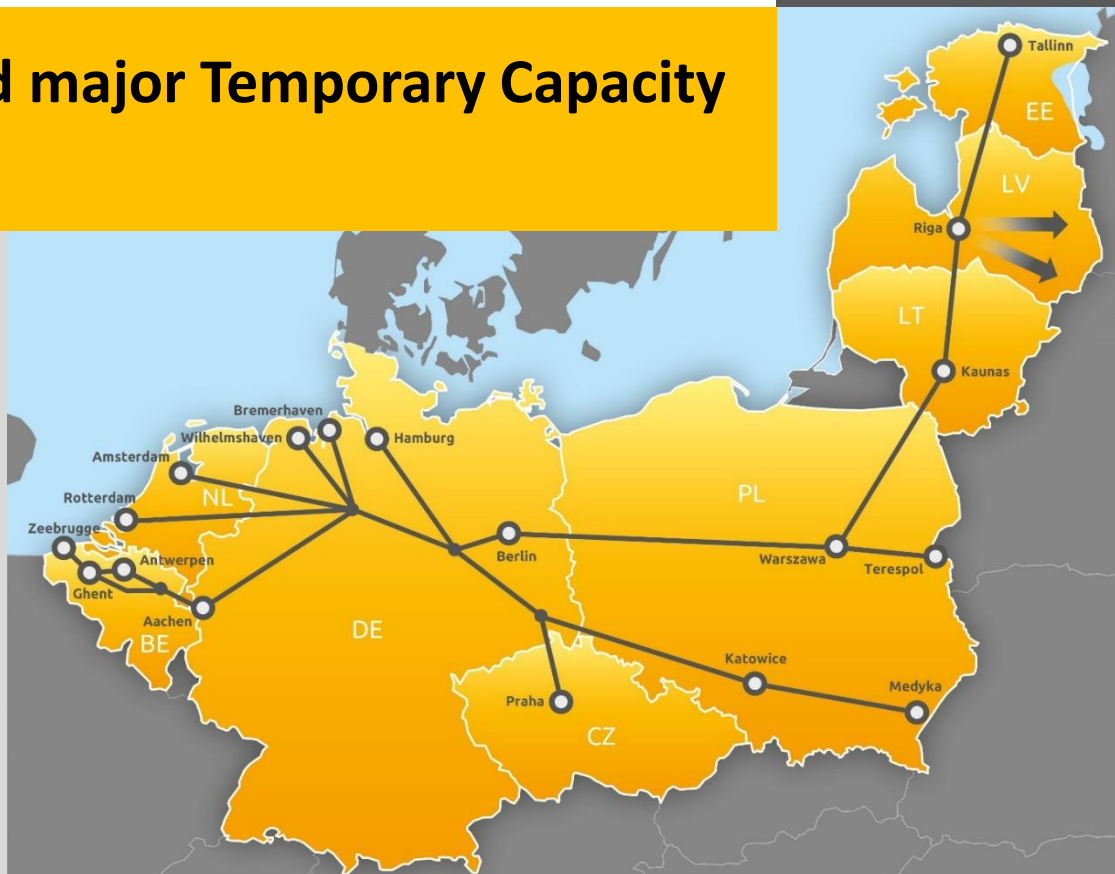 d major Temporary Capacity
Tallinn
EE
LV
Riga
LT
Kaunas
Bremerhaven
Wilhelmshaven
Hamburg
Amsterdam
NL
PL
Rotterdam
Zeebrugge
Berlin
Warszawa
Antwerpen
Terespol
Ghent
Aachen
DE
BE
Katowice
Medyka
Praha
CZ